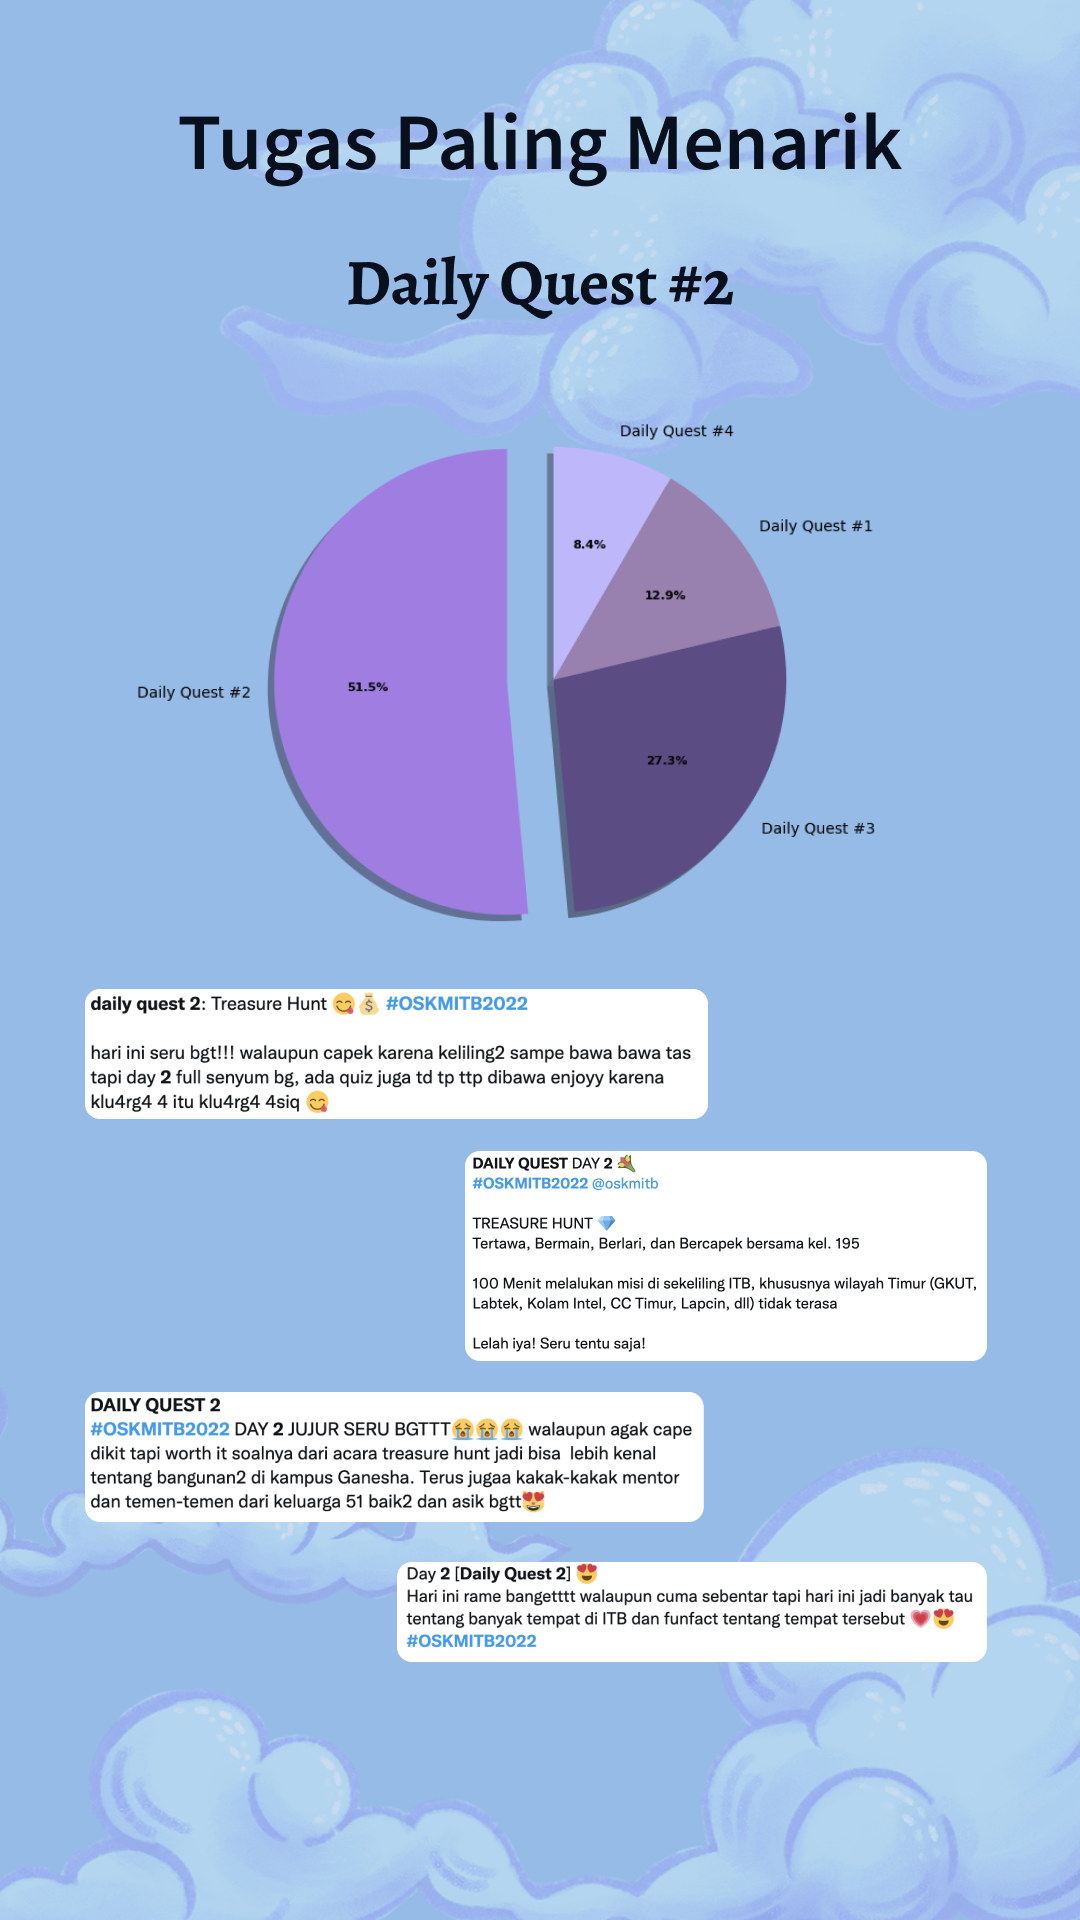 Tugas Paling Menarik
Daily Quest #2
Daily Quest #4
Daily Quest #1
8.4%
12.9%
Daily Quest #2
51.5%
27.3%
Daily Quest #3
daily quest 2: Treasure Hunt 😋💰 #OSKMITB2022
hari ini seru bgt!!! walaupun capek karena keliling2 sampe bawa bawa tas
tapi day 2 full senyum bg, ada quiz juga td tp ttp dibawa enjoyy karena
klu4rg4 4 itu klu4rg4 4siq 😋
DAILY QUEST DAY 2 💐
#OSKMITB2022 @oskmitb
TREASURE HUNT 💎
Tertawa, Bermain, Berlari, dan Bercapek bersama kel. 195
100 Menit melalukan misi di sekeliling ITB, khususnya wilayah Timur (GKUT,
Labtek, Kolam Intel, CC Timur, Lapcin, dll) tidak terasa
Lelah iya! Seru tentu saja!
DAILY QUEST 2
#OSKMITB2022 DAY 2 JUJUR SERU BGTTT😭😭😭 walaupun agak cape
dikit tapi worth it soalnya dari acara treasure hunt jadi bisa  lebih kenal
tentang bangunan2 di kampus Ganesha. Terus jugaa kakak-kakak mentor
dan temen-temen dari keluarga 51 baik2 dan asik bgtt😻
Day 2 [Daily Quest 2] 😍
Hari ini rame bangetttt walaupun cuma sebentar tapi hari ini jadi banyak tau
tentang banyak tempat di ITB dan funfact tentang tempat tersebut 💗😍
#OSKMITB2022